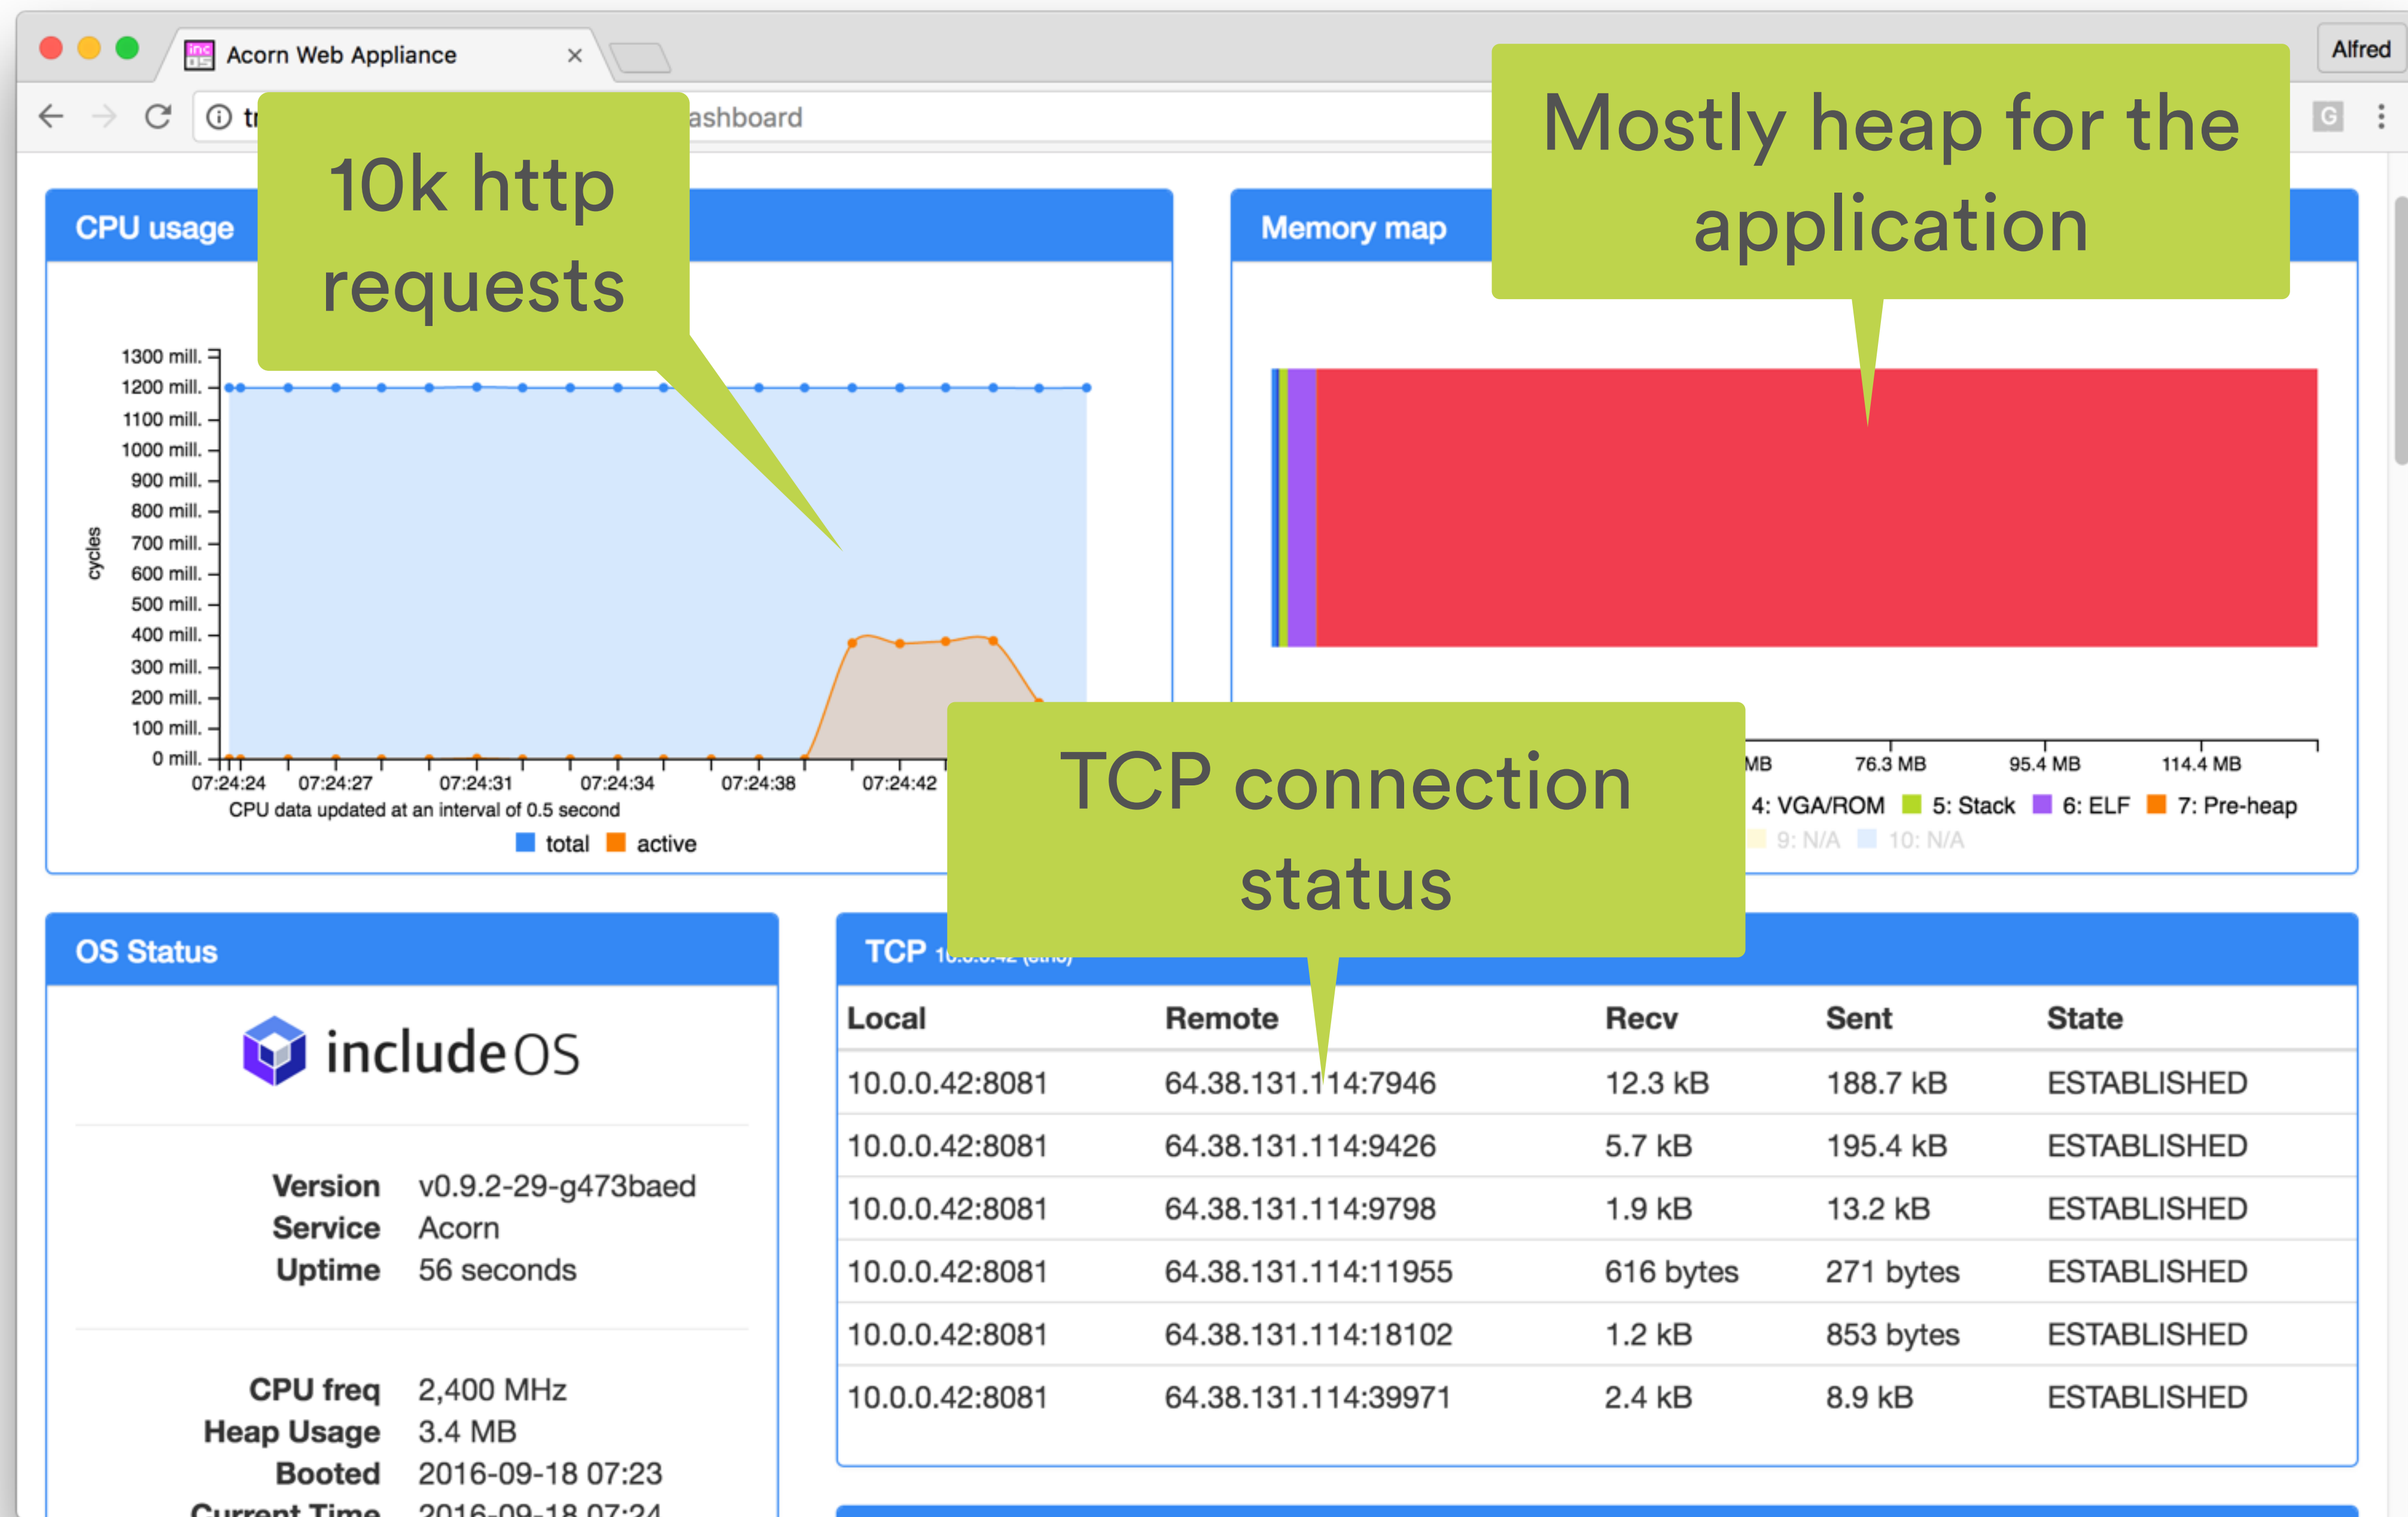 Acorn Web Appliance
Alfred
ashboard
10k http
requests
Mostly heap for the
application
CPU usage
1300 mill.
1200 mill.
1100 mill.
1000 mill.
900 mill.
800 mill.
700 mill.
600 mill.
500 mill.
400 mill.
300 mill.
200 mill.
100 mill.
0 mill.
cycles
07:24:24 07:24:27 07:24:31 07:24:34 07:24:38 07:24:42
CPU data updated at an interval of 0.5 second
total active
Memory map
MB 76.3 MB 95.4 MB 114.4 MB
4: VGA/ROM 5: Stack 6: ELF 7: Pre-heap
9: N/A 10: N/A
TCP connection
status
OS Status
includeOS
Version v0.9.2-29-g473baed
Service Acorn
Uptime 56 seconds
CPU freq 2,400 MHz
Heap Usage 3.4 MB
Booted 2016-09-18 07:23
Current Time 2016-09-18 07:24
TCP
Local Remote Recv Sent State
10.0.0.42:8081 64.38.131.114:7946 12.3 kB 188.7 kB ESTABLISHED
10.0.0.42:8081 64.38.131.114:9426 5.7 kB 195.4 kB ESTABLISHED
10.0.0.42:8081 64.38.131.114:9798 1.9 kB 13.2 kB ESTABLISHED
10.0.0.42:8081 64.38.131.114:11955 616 bytes 271 bytes ESTABLISHED
10.0.0.42:8081 64.38.131.114:18102 1.2 kB 853 bytes ESTABLISHED
10.0.0.42:8081 64.38.131.114:39971 2.4 kB 8.9 kB ESTABLISHED